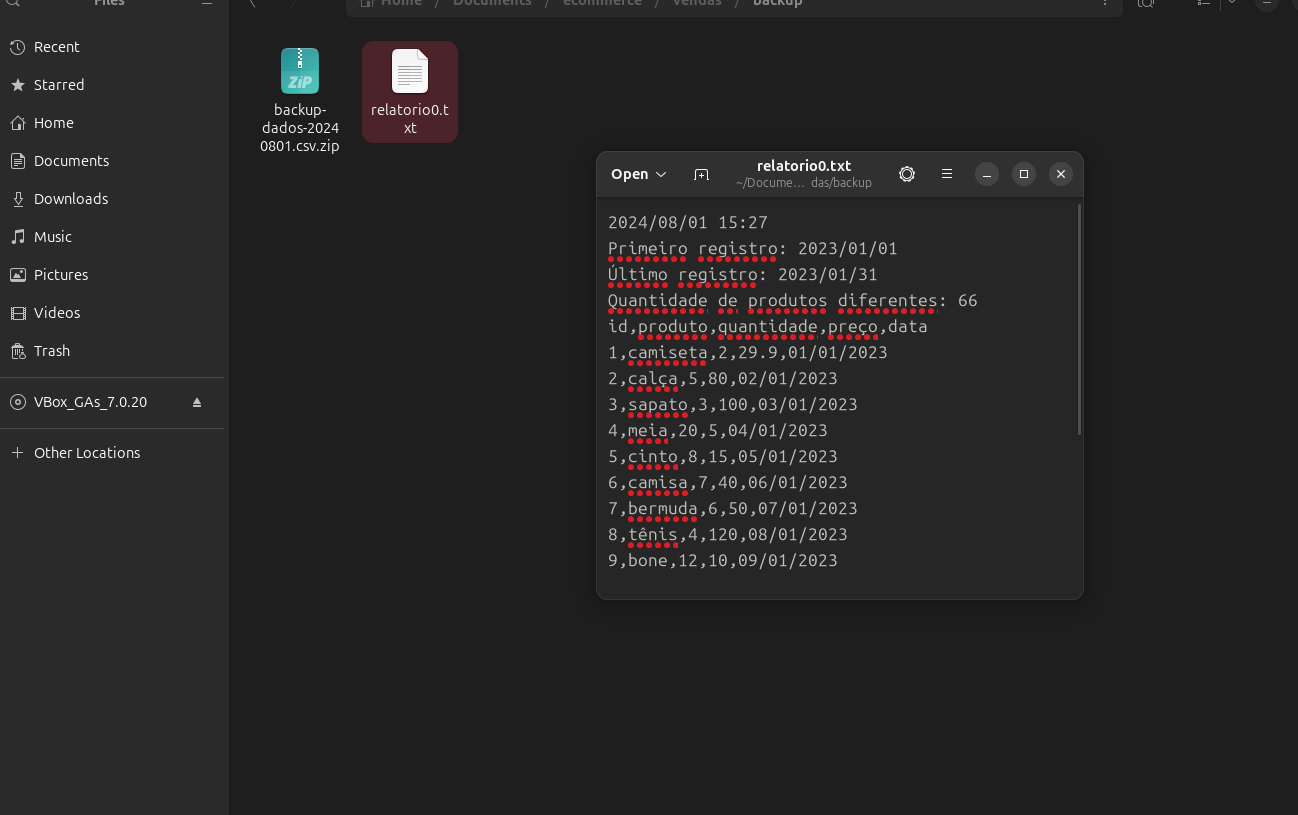 Files
Home / Documents / ecommerce / vendas / backup
Recent
Starred
Home
Documents
Downloads
Music
Pictures
Videos
Trash
VBox_GAs_7.0.20
Other Locations
ZiP
backup-
dados-2024
0801.csv.zip
relatorio0.t
xt
Open
relatorio0.txt
~/Docume… das/backup
2024/08/01 15:27
Primeiro registro: 2023/01/01
Último registro: 2023/01/31
Quantidade de produtos diferentes: 66
id,produto,quantidade,preço,data
1,camiseta,2,29.9,01/01/2023
2,calça,5,80,02/01/2023
3,sapato,3,100,03/01/2023
4,meia,20,5,04/01/2023
5,cinto,8,15,05/01/2023
6,camisa,7,40,06/01/2023
7,bermuda,6,50,07/01/2023
8,tênis,4,120,08/01/2023
9,bone,12,10,09/01/2023